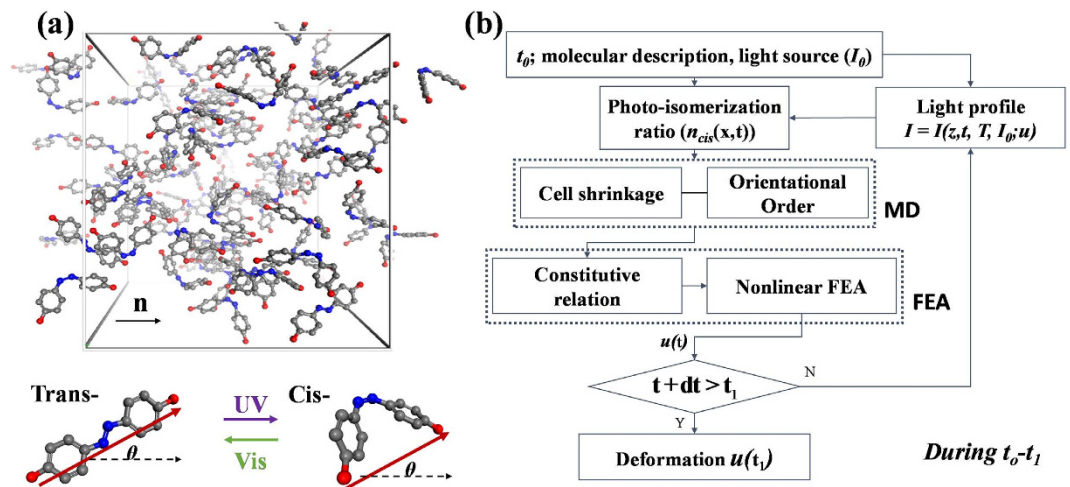 (a)
n
Trans-
θ
UV
Vis
Cis-
θ
(b)
t₀; molecular description, light source (I₀)
Photo-isomerization
ratio (n_cis(x,t))
Light profile
I = I(z,t, T, I₀;u)
Cell shrinkage
Orientational
Order
MD
Constitutive
relation
Nonlinear FEA
FEA
u(t)
t+dt>t₁
N
Y
Deformation u(t₁)
During tₒ-t₁